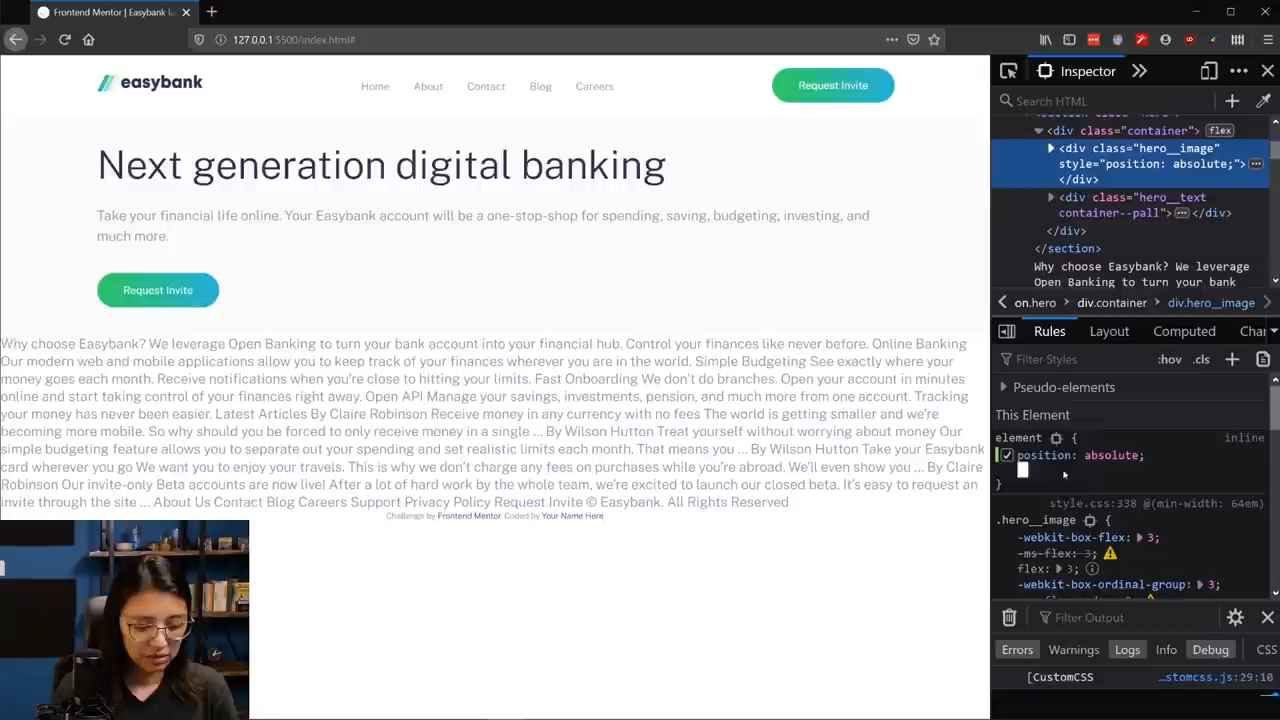 Frontend Mentor | Easybank la
127.0.0.1:5500/index.html#
easybank
Home About Contact Blog Careers
Request Invite
Next generation digital banking
Take your financial life online. Your Easybank account will be a one-stop-shop for spending, saving, budgeting, investing, and
much more.
Request Invite
Why choose Easybank? We leverage Open Banking to turn your bank account into your financial hub. Control your finances like never before. Online Banking
Our modern web and mobile applications allow you to keep track of your finances wherever you are in the world. Simple Budgeting See exactly where your
money goes each month. Receive notifications when you're close to hitting your limits. Fast Onboarding We don't do branches. Open your account in minutes
online and start taking control of your finances right away. Open API Manage your savings, investments, pension, and much more from one account. Tracking
your money has never been easier. Latest Articles By Claire Robinson Receive money in any currency with no fees The world is getting smaller and we're
becoming more mobile. So why should you be forced to only receive money in a single … By Wilson Hutton Treat yourself without worrying about money Our
simple budgeting feature allows you to separate out your spending and set realistic limits each month. That means you … By Wilson Hutton Take your Easybank
card wherever you go We want you to enjoy your travels. This is why we don't charge any fees on purchases while you're abroad. We'll even show you … By Claire
Robinson Our invite-only Beta accounts are now live! After a lot of hard work by the whole team, we're excited to launch our closed beta. It's easy to request an
invite through the site … About Us Contact Blog Careers Support Privacy Policy Request Invite © Easybank. All Rights Reserved
Challenge by Frontend Mentor. Coded by Your Name Here.
Inspector
Search HTML
<div class="container"> flex
<div class="hero__image"
style="position: absolute;">
</div>
<div class="hero__text
container--pall"> </div>
</div>
</section>
Why choose Easybank? We leverage
Open Banking to turn your bank
on.hero div.container div.hero__image
Rules Layout Computed Cha
Filter Styles :hov .cls
Pseudo-elements
This Element
element { inline
position: absolute;
}
style.css:338 @(min-width: 64em)
.hero__image {
-webkit-box-flex: 3;
-ms-flex: 3;
flex: 3;
-webkit-box-ordinal-group: 3;
Filter Output
Errors Warnings Logs Info Debug CSS
[CustomCSS …stomcss.js:29:10